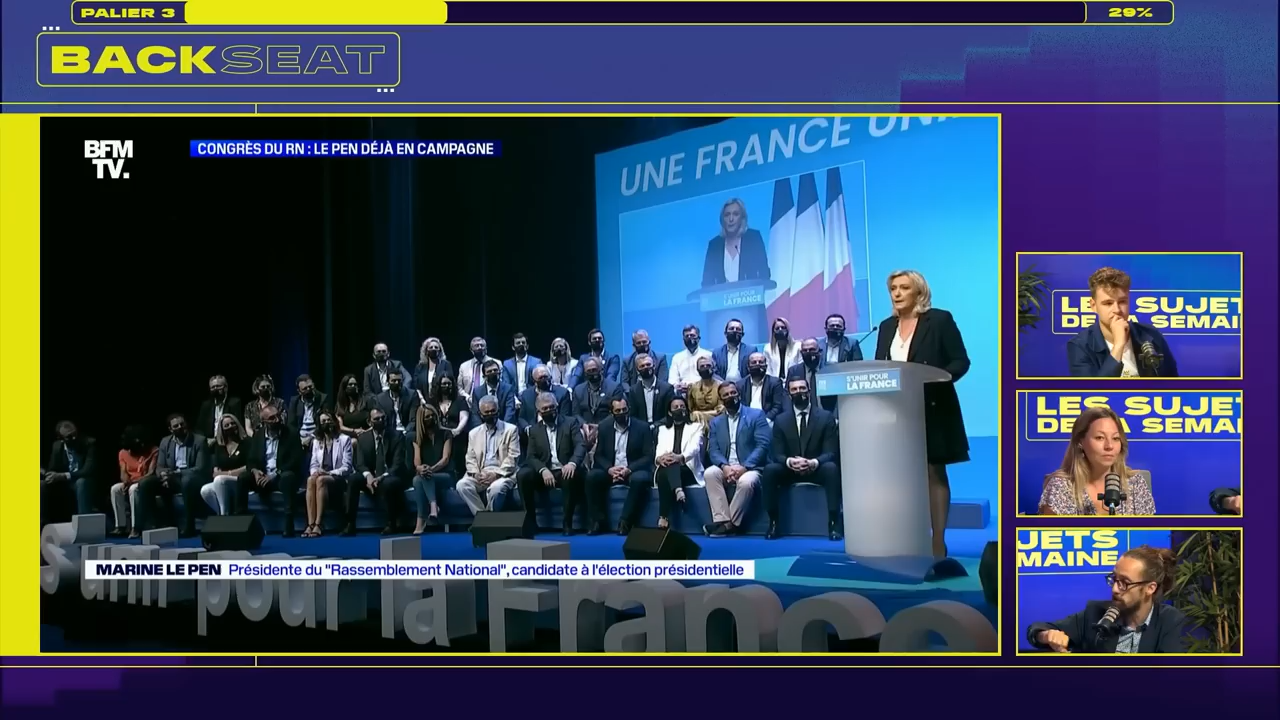 PALIER 3
29%
BACKSEAT
BFM
TV.
CONGRÈS DU RN : LE PEN DÉJÀ EN CAMPAGNE
UNE FRANCE UNI
S'UNIR POUR
LA FRANCE
S'UNIR POUR
LA FRANCE
s'unir pour la France
MARINE LE PEN Présidente du "Rassemblement National", candidate à l'élection présidentielle
LES SUJET
DE LA SEMAI
LES SUJET
DE LA SEMAI
JETS
MAINE